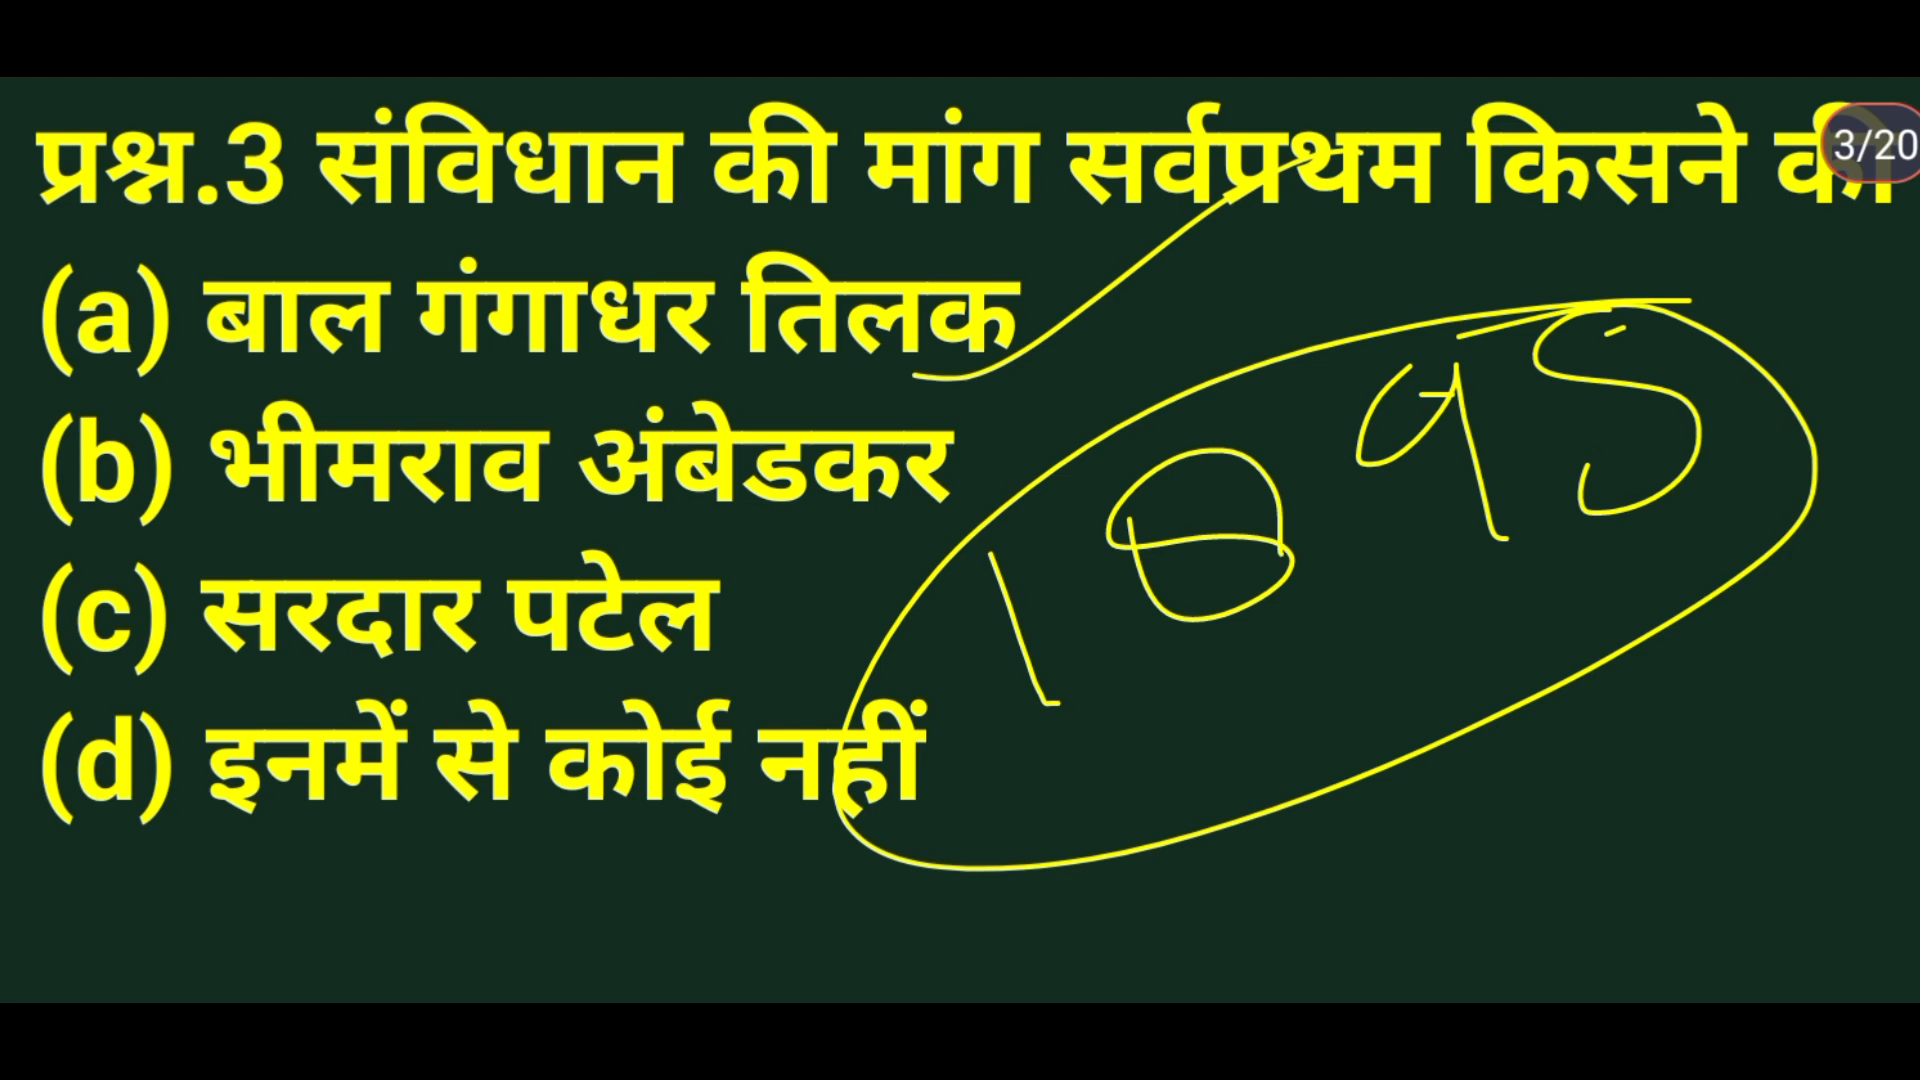 प्रश्न.3 संविधान की मांग सर्वप्रथम किसने की
3/20
(a) बाल गंगाधर तिलक
(b) भीमराव अंबेडकर
(c) सरदार पटेल
(d) इनमें से कोई नहीं
1895